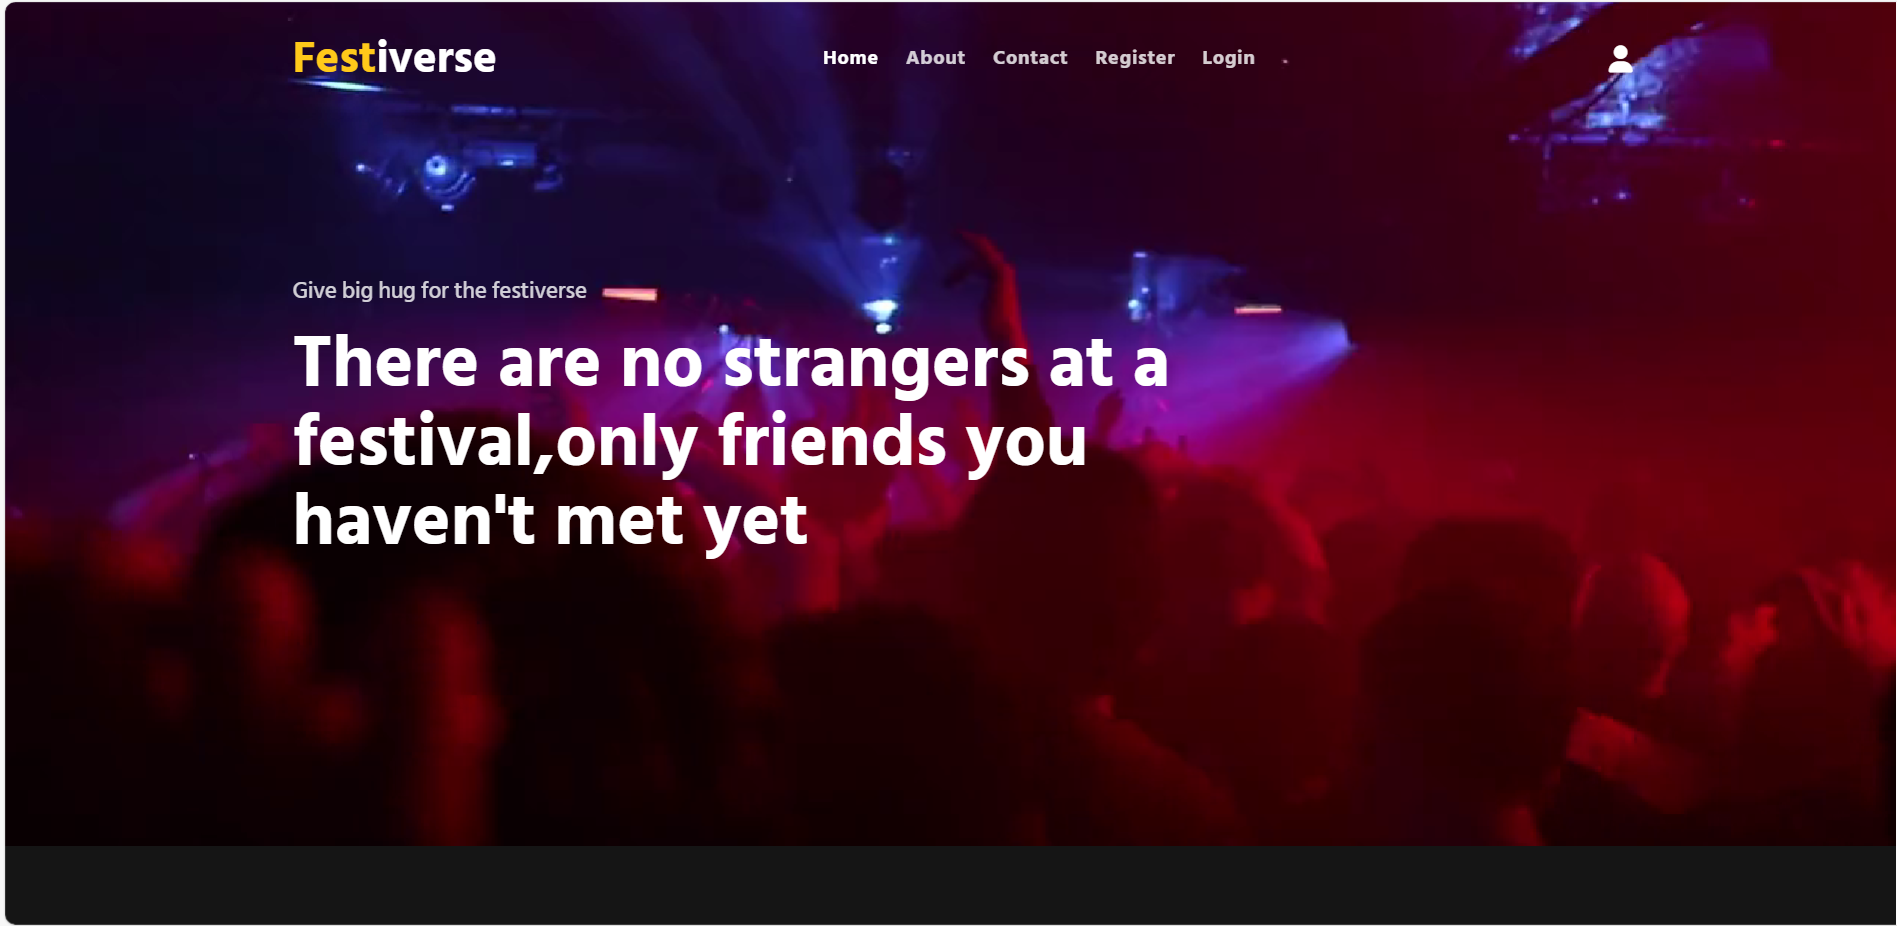 Festiverse
Home About Contact Register Login
Give big hug for the festiverse
There are no strangers at a
festival,only friends you
haven't met yet